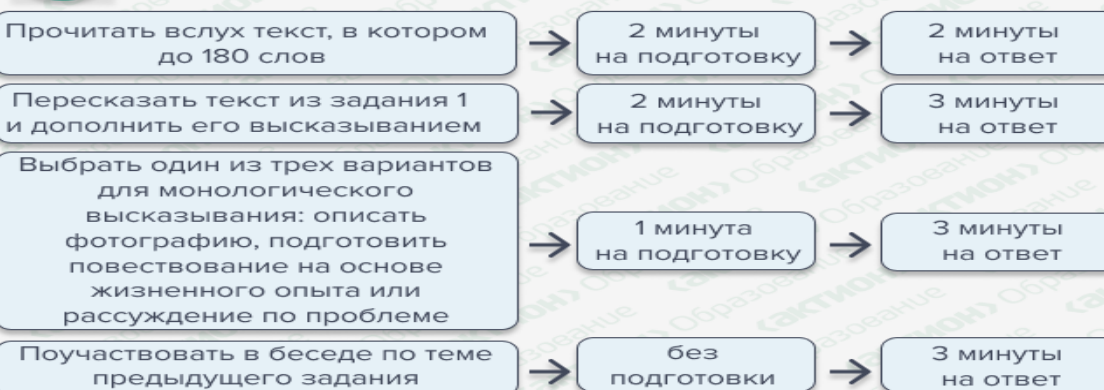 Прочитать вслух текст, в котором
до 180 слов
2 минуты
на подготовку
2 минуты
на ответ
Пересказать текст из задания 1
и дополнить его высказыванием
2 минуты
на подготовку
3 минуты
на ответ
Выбрать один из трех вариантов
для монологического
высказывания: описать
фотографию, подготовить
повествование на основе
жизненного опыта или
рассуждение по проблеме
1 минута
на подготовку
3 минуты
на ответ
Поучаствовать в беседе по теме
предыдущего задания
без
подготовки
3 минуты
на ответ